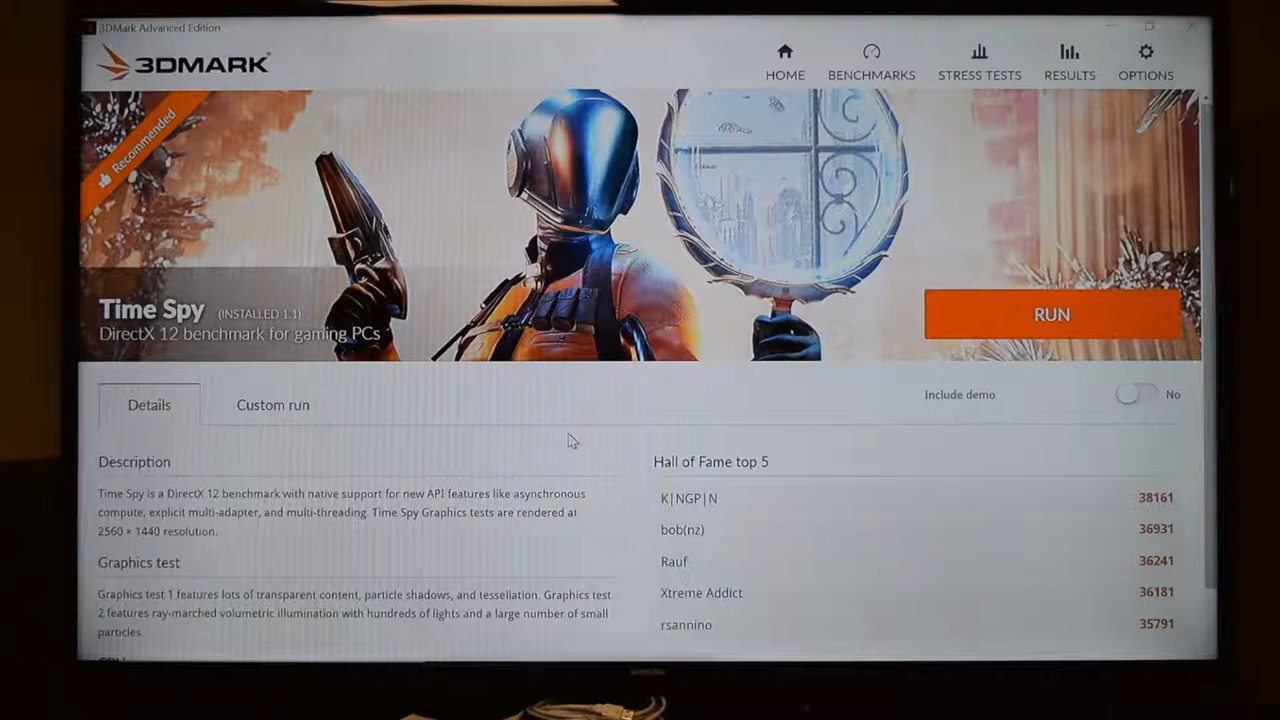 3DMark Advanced Edition
3DMARK
HOME
BENCHMARKS
STRESS TESTS
RESULTS
OPTIONS
Recommended
Time Spy (INSTALLED 1.1)
DirectX 12 benchmark for gaming PCs
RUN
Details
Custom run
Include demo
No
Description
Time Spy is a DirectX 12 benchmark with native support for new API features like asynchronous
compute, explicit multi-adapter, and multi-threading. Time Spy Graphics tests are rendered at
2560 × 1440 resolution.
Graphics test
Graphics test 1 features lots of transparent content, particle shadows, and tessellation. Graphics test
2 features ray-marched volumetric illumination with hundreds of lights and a large number of small
particles.
Hall of Fame top 5
K|NGP|N 38161
bob(nz) 36931
Rauf 36241
Xtreme Addict 36181
rsannino 35791